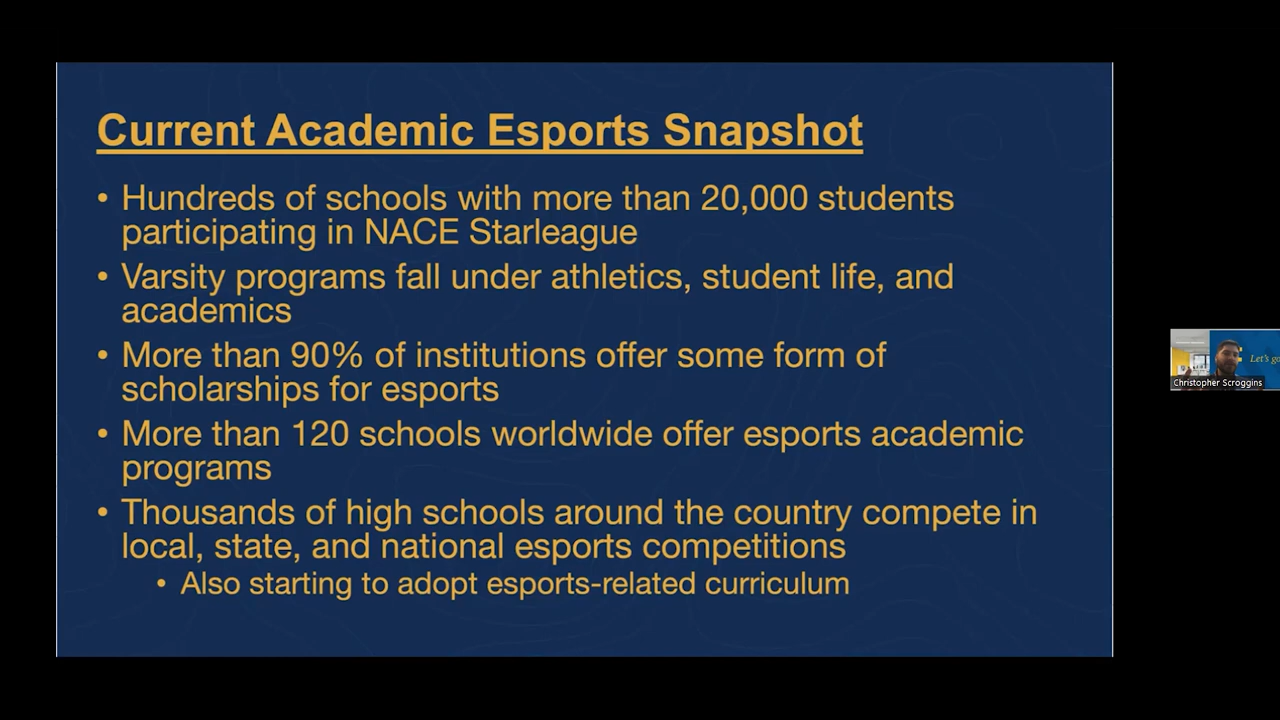 Current Academic Esports Snapshot
• Hundreds of schools with more than 20,000 students
participating in NACE Starleague
• Varsity programs fall under athletics, student life, and
academics
• More than 90% of institutions offer some form of
scholarships for esports
• More than 120 schools worldwide offer esports academic
programs
• Thousands of high schools around the country compete in
local, state, and national esports competitions
• Also starting to adopt esports-related curriculum
Let's go
Christopher Scroggins